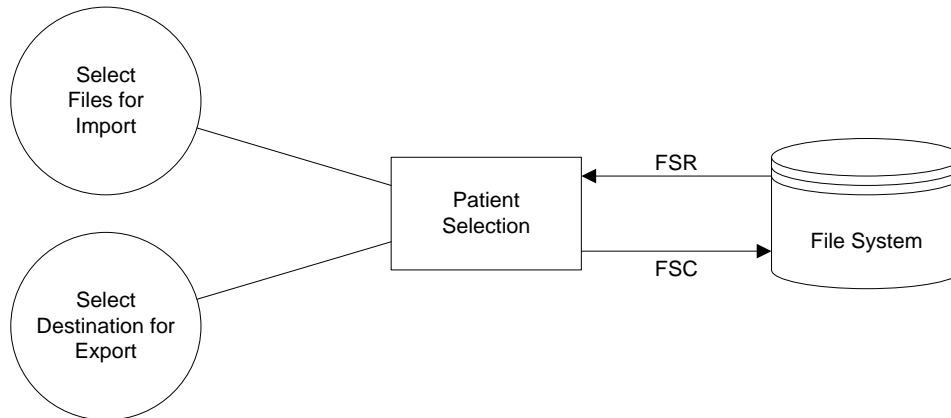 Select
Files for
Import
Patient
Selection
FSR
FSC
File System
Select
Destination for
Export